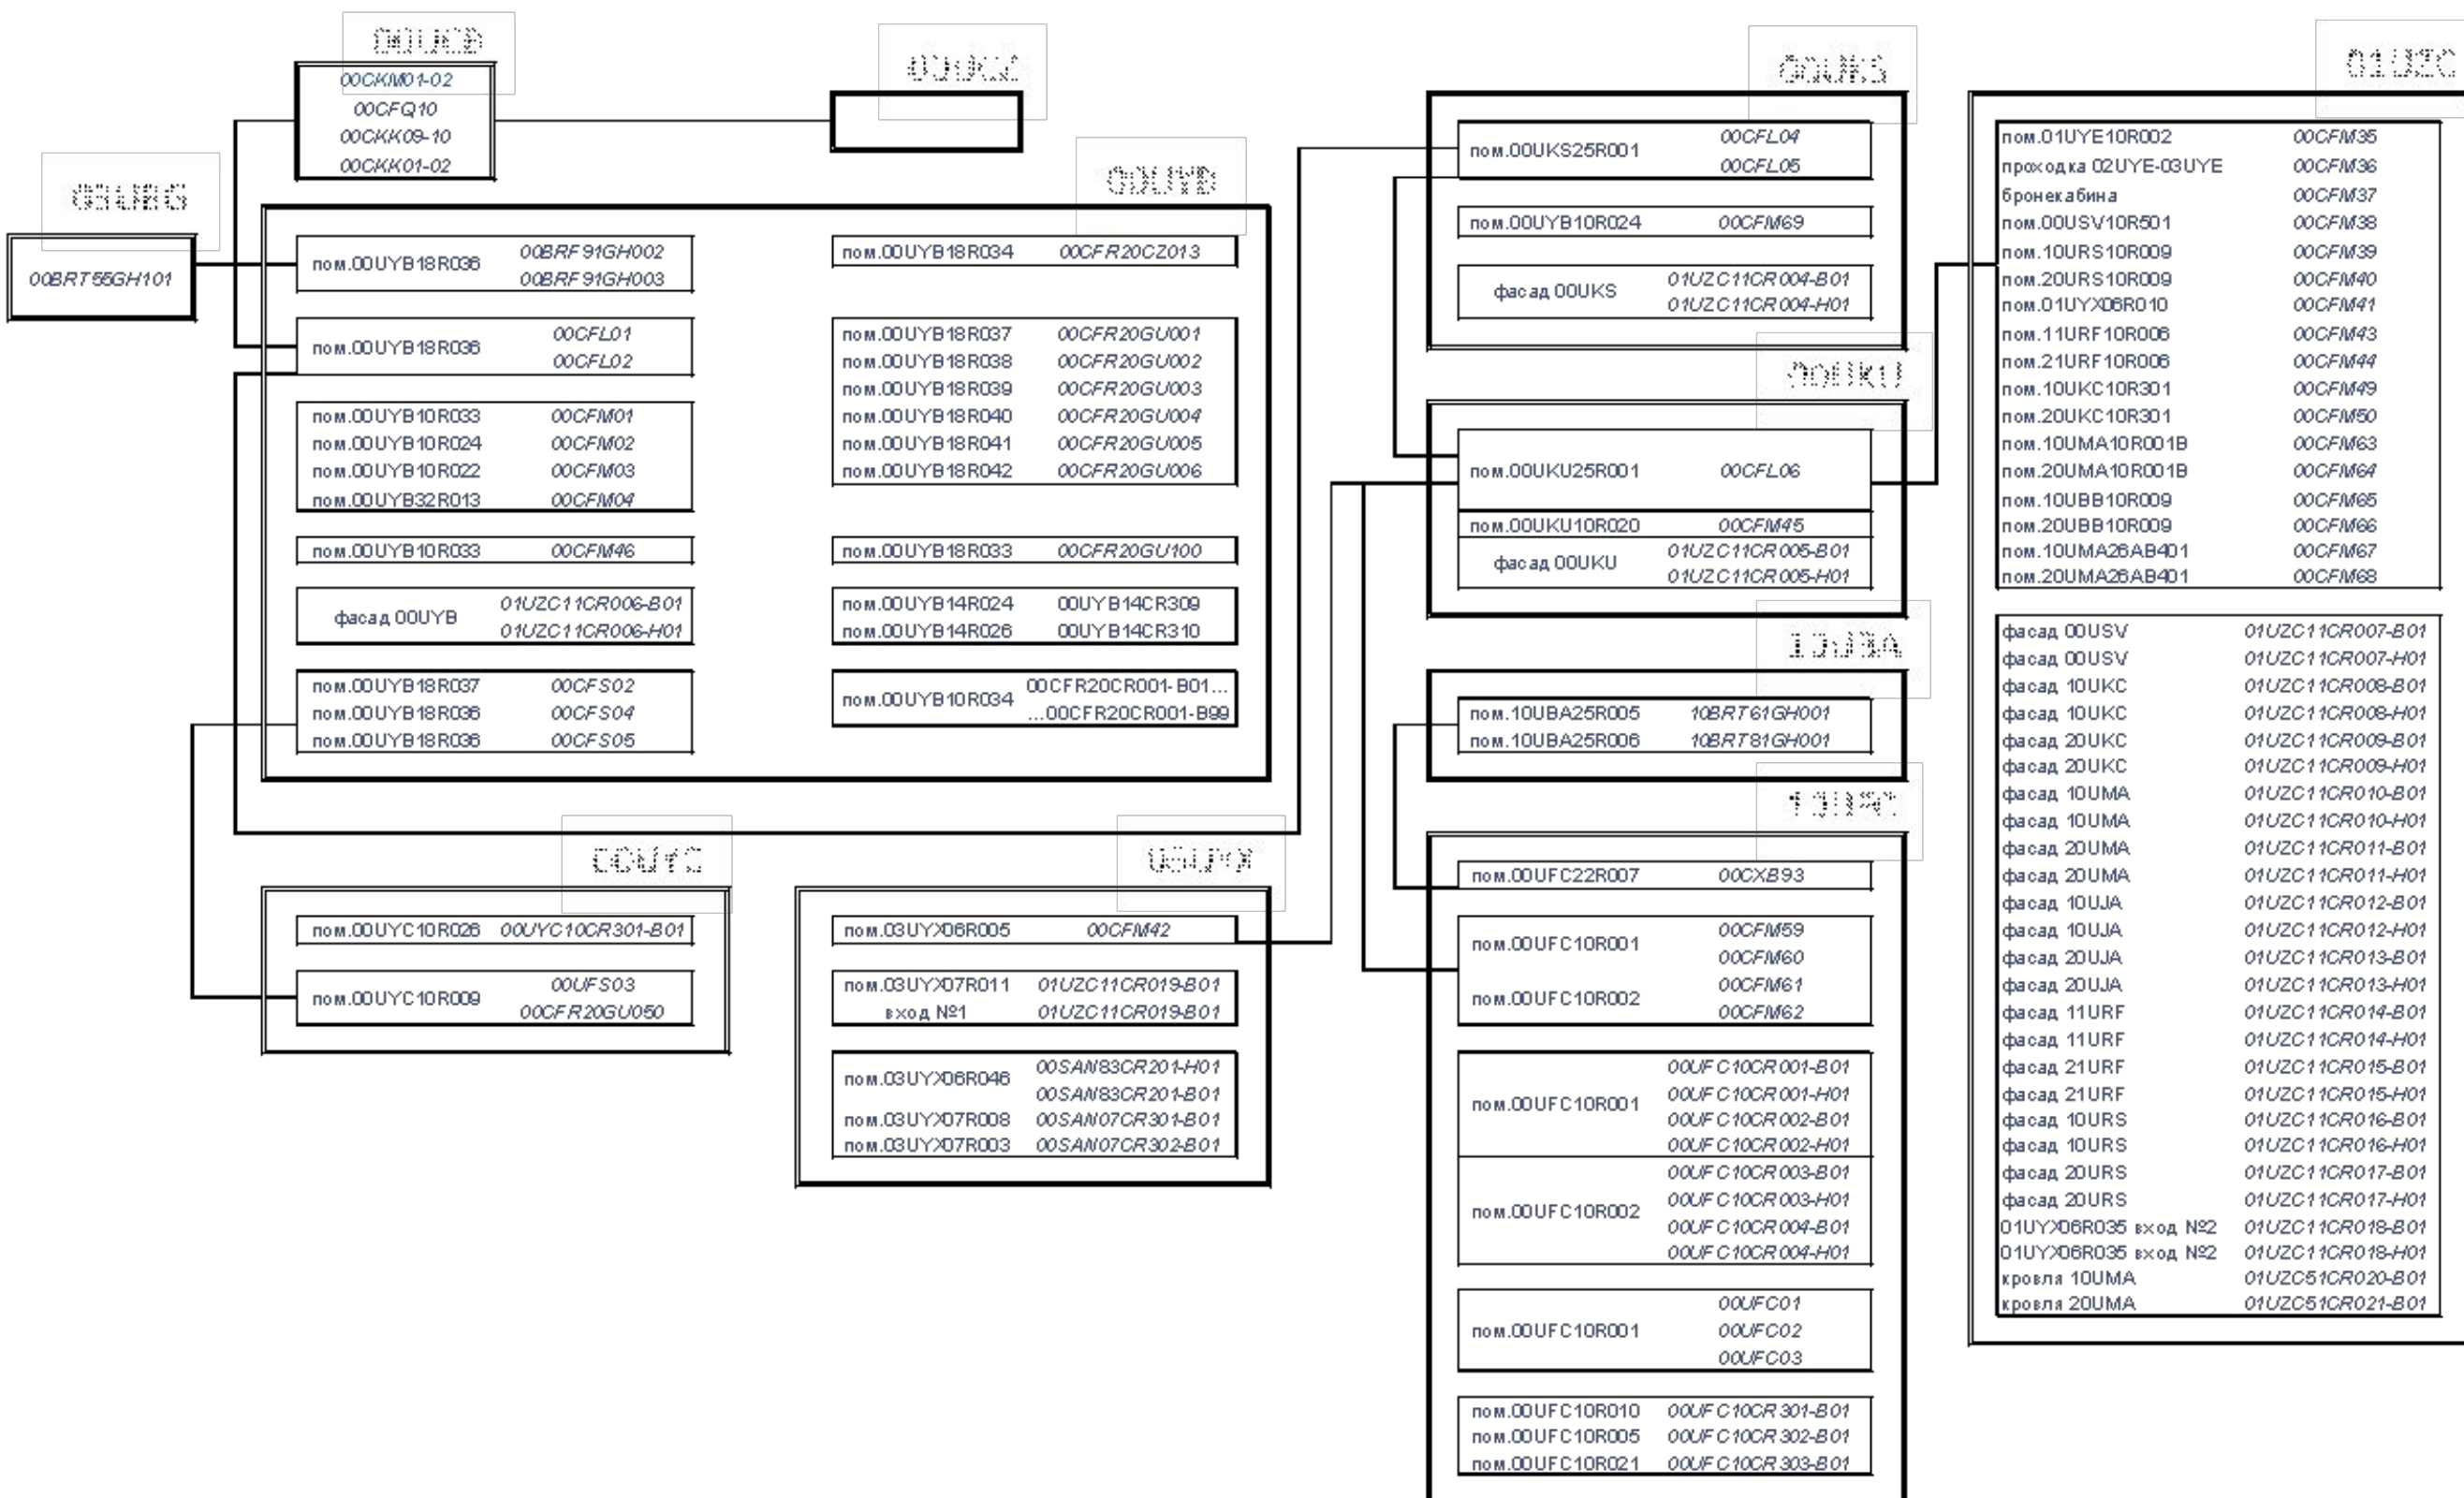 00CKM01-02
00CFQ10
00CKK09-10
00CKK01-02
00BRT55GH101
00UYB
пом.00UYB18R036 00BRF91GH002
00BRF91GH003
пом.00UYB18R036 00CFL01
00CFL02
пом.00UYB10R033 00CFM01
пом.00UYB10R024 00CFM02
пом.00UYB10R022 00CFM03
пом.00UYB32R013 00CFM04
пом.00UYB10R033 00CFM46
фасад 00UYB 01UZC11CR006-B01
01UZC11CR006-H01
пом.00UYB18R037 00CFS02
пом.00UYB18R036 00CFS04
пом.00UYB18R036 00CFS05
пом.00UYB18R034 00CFR20CZ013
пом.00UYB18R037 00CFR20GU001
пом.00UYB18R038 00CFR20GU002
пом.00UYB18R039 00CFR20GU003
пом.00UYB18R040 00CFR20GU004
пом.00UYB18R041 00CFR20GU005
пом.00UYB18R042 00CFR20GU006
пом.00UYB18R033 00CFR20GU100
пом.00UYB14R024 00UYB14CR309
пом.00UYB14R026 00UYB14CR310
пом.00UYB10R034 00CFR20CR001-B01...
...00CFR20CR001-B99
00UYC
пом.00UYC10R026 00UYC10CR301-B01
пом.00UYC10R009 00UFS03
00CFR20GU050
пом.03UYX06R005 00CFM42
пом.03UYX07R011 01UZC11CR019-B01
вход №1 01UZC11CR019-B01
пом.03UYX06R046 00SAN83CR201-H01
00SAN83CR201-B01
пом.03UYX07R008 00SAN07CR301-B01
пом.03UYX07R003 00SAN07CR302-B01
00UKS
пом.00UKS25R001 00CFL04
00CFL05
пом.00UYB10R024 00CFM69
фасад 00UKS 01UZC11CR004-B01
01UZC11CR004-H01
00UKU
пом.00UKU25R001 00CFL06
пом.00UKU10R020 00CFM45
фасад 00UKU 01UZC11CR005-B01
01UZC11CR005-H01
10UBA
пом.10UBA25R005 10BRT61GH001
пом.10UBA25R006 10BRT81GH001
пом.00UFC22R007 00CXB93
пом.00UFC10R001 00CFM59
00CFM60
пом.00UFC10R002 00CFM61
00CFM62
пом.00UFC10R001 00UFC10CR001-B01
00UFC10CR001-H01
00UFC10CR002-B01
00UFC10CR002-H01
пом.00UFC10R002 00UFC10CR003-B01
00UFC10CR003-H01
00UFC10CR004-B01
00UFC10CR004-H01
пом.00UFC10R001 00UFC01
00UFC02
00UFC03
пом.00UFC10R010 00UFC10CR301-B01
пом.00UFC10R005 00UFC10CR302-B01
пом.00UFC10R021 00UFC10CR303-B01
01UZC
пом.01UYE10R002 00CFM35
проходка 02UYE-03UYE 00CFM36
бронекабина 00CFM37
пом.00USV10R501 00CFM38
пом.10URS10R009 00CFM39
пом.20URS10R009 00CFM40
пом.01UYX06R010 00CFM41
пом.11URF10R006 00CFM43
пом.21URF10R006 00CFM44
пом.10UKC10R301 00CFM49
пом.20UKC10R301 00CFM50
пом.10UMA10R001B 00CFM63
пом.20UMA10R001B 00CFM64
пом.10UBB10R009 00CFM65
пом.20UBB10R009 00CFM66
пом.10UMA26AB401 00CFM67
пом.20UMA26AB401 00CFM68
фасад 00USV 01UZC11CR007-B01
фасад 00USV 01UZC11CR007-H01
фасад 10UKC 01UZC11CR008-B01
фасад 10UKC 01UZC11CR008-H01
фасад 20UKC 01UZC11CR009-B01
фасад 20UKC 01UZC11CR009-H01
фасад 10UMA 01UZC11CR010-B01
фасад 10UMA 01UZC11CR010-H01
фасад 20UMA 01UZC11CR011-B01
фасад 20UMA 01UZC11CR011-H01
фасад 10UJA 01UZC11CR012-B01
фасад 10UJA 01UZC11CR012-H01
фасад 20UJA 01UZC11CR013-B01
фасад 20UJA 01UZC11CR013-H01
фасад 11URF 01UZC11CR014-B01
фасад 11URF 01UZC11CR014-H01
фасад 21URF 01UZC11CR015-B01
фасад 21URF 01UZC11CR015-H01
фасад 10URS 01UZC11CR016-B01
фасад 10URS 01UZC11CR016-H01
фасад 20URS 01UZC11CR017-B01
фасад 20URS 01UZC11CR017-H01
01UYX06R035 вход №2 01UZC11CR018-B01
01UYX06R035 вход №2 01UZC11CR018-H01
кровля 10UMA 01UZC51CR020-B01
кровля 20UMA 01UZC51CR021-B01